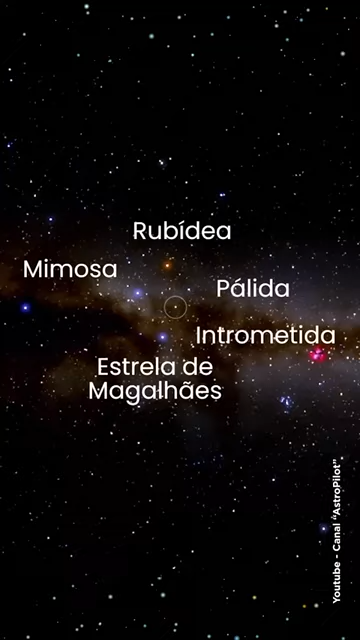 Rubídea
Mimosa
Pálida
Intrometida
Estrela de
Magalhães
Youtube - Canal "AstroPilot"